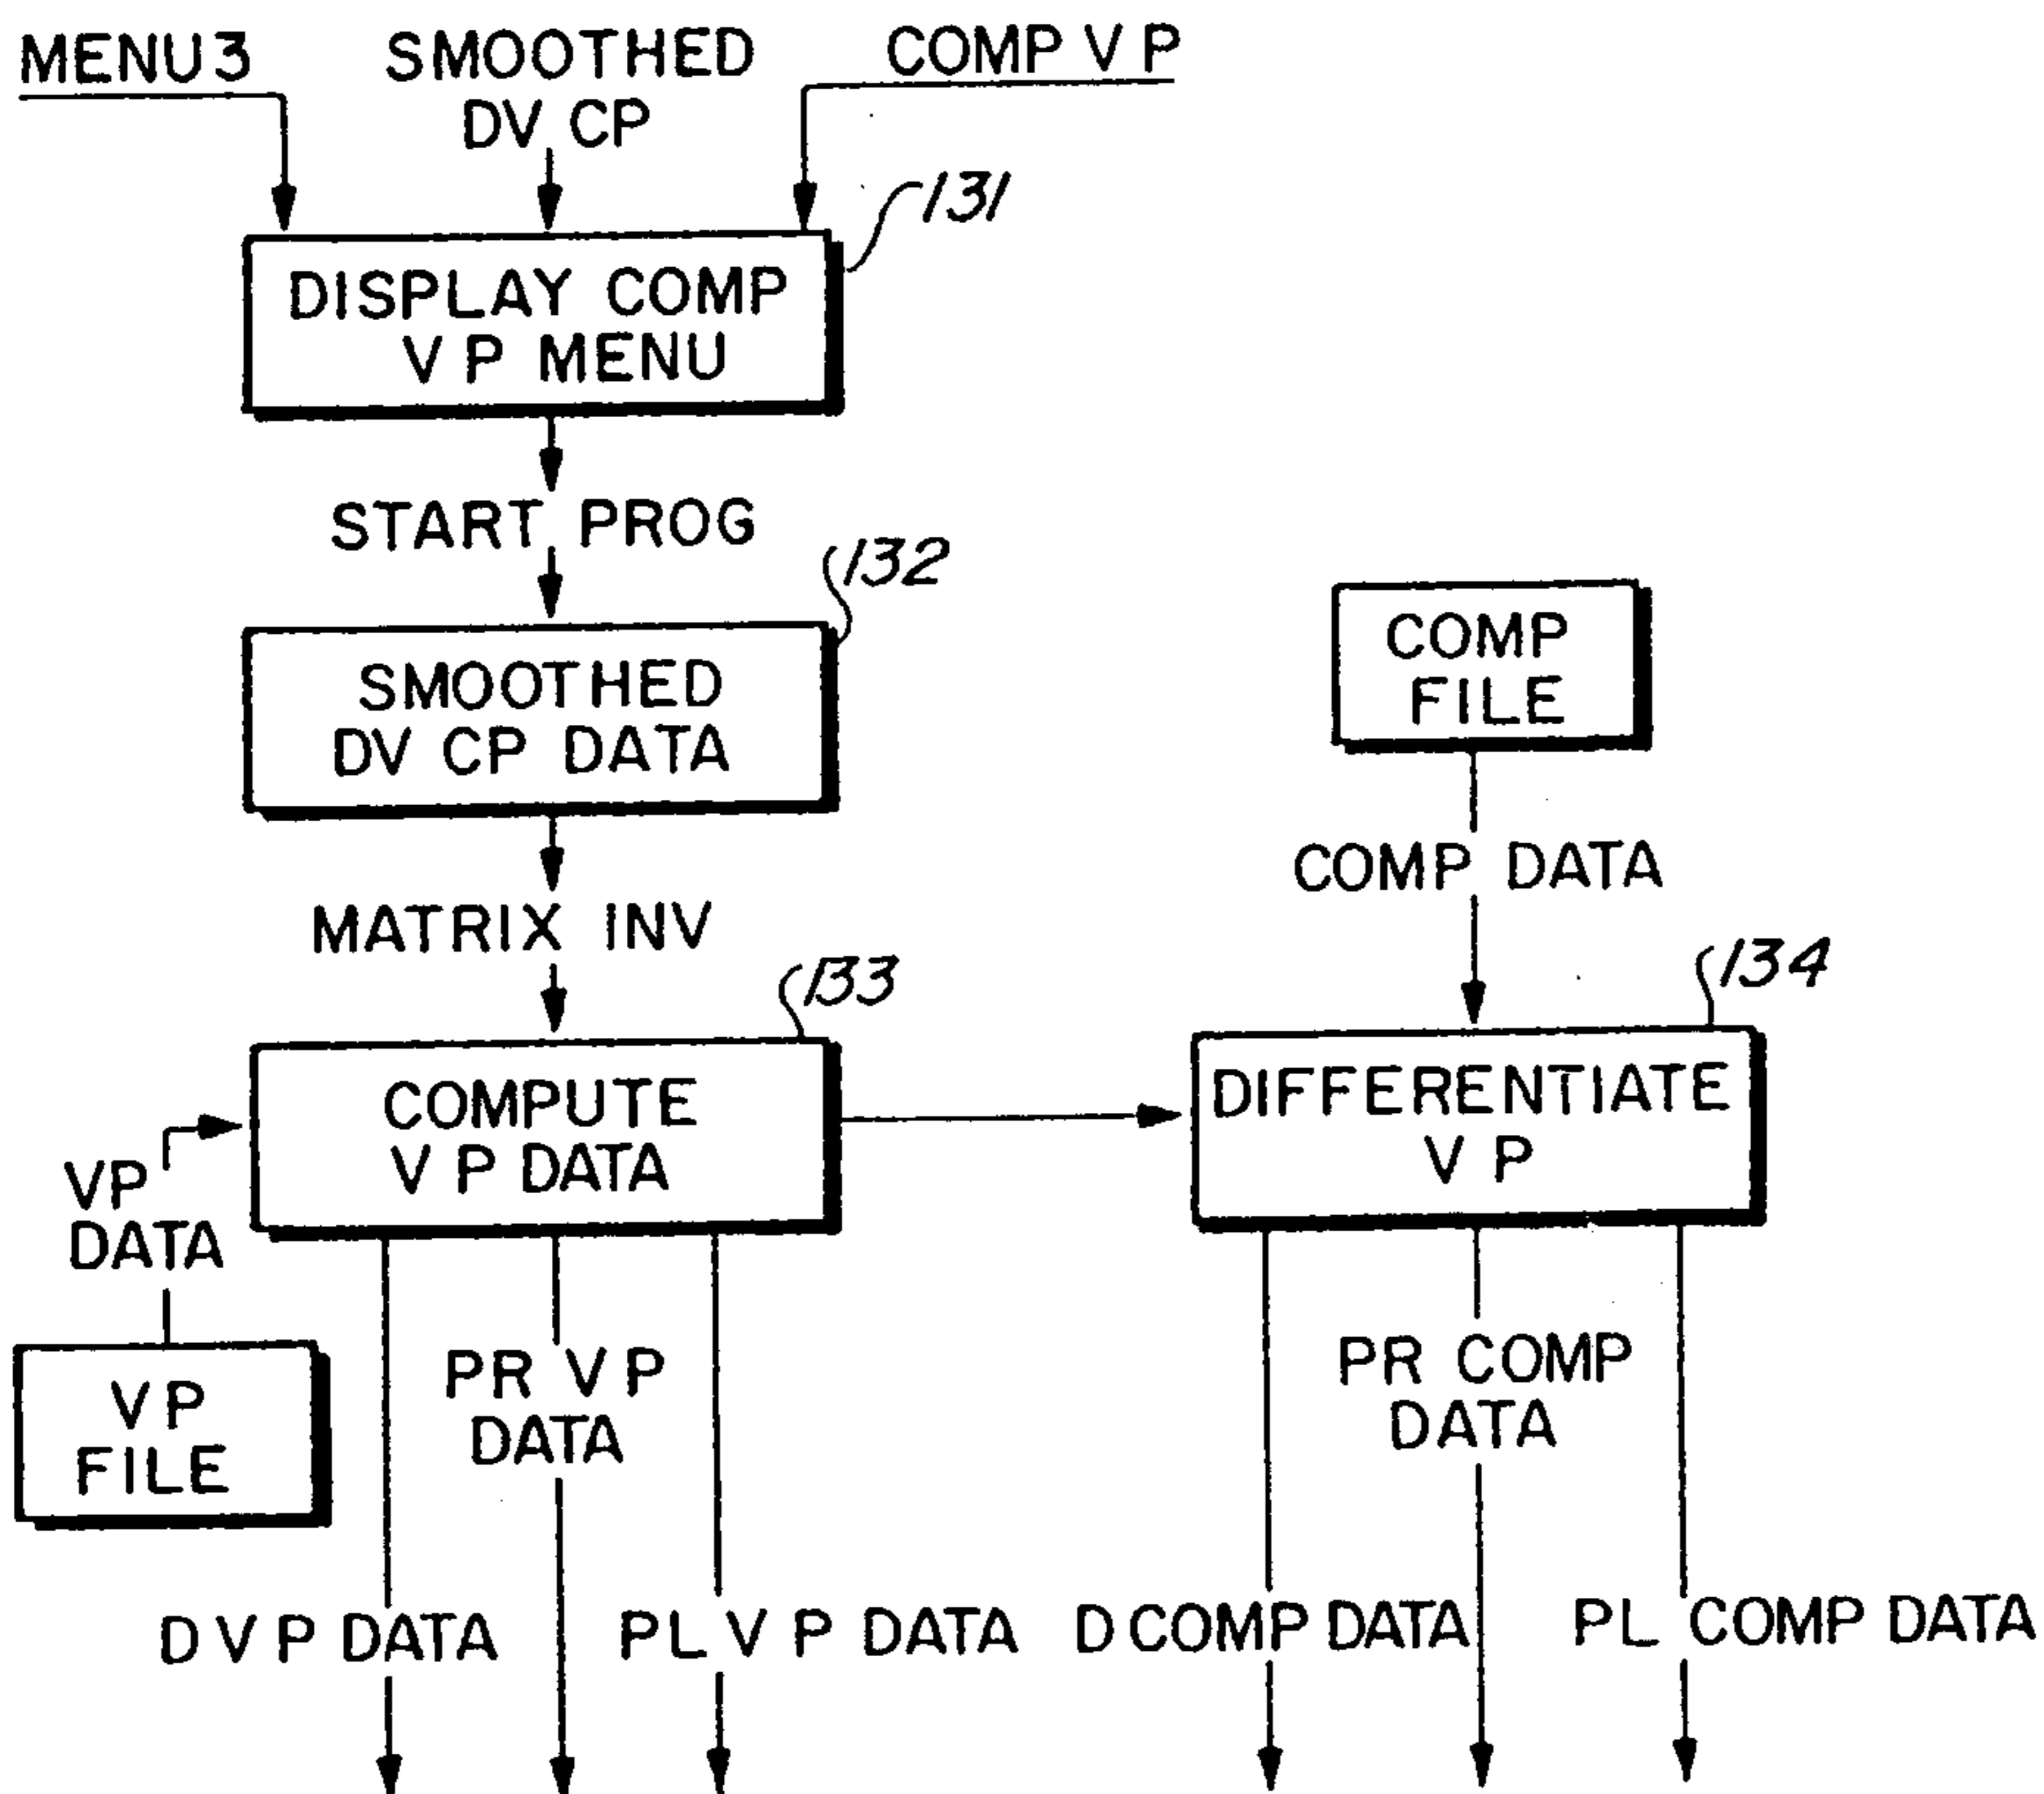 MENU 3
SMOOTHED
DV CP
COMP V P
131
DISPLAY COMP
V P MENU
START PROG
132
SMOOTHED
DV CP DATA
COMP
FILE
COMP DATA
MATRIX INV
133
134
COMPUTE
V P DATA
DIFFERENTIATE
V P
VP
DATA
V P
FILE
PR V P
DATA
PR COMP
DATA
D V P DATA
PL V P DATA
D COMP DATA
PL COMP DATA